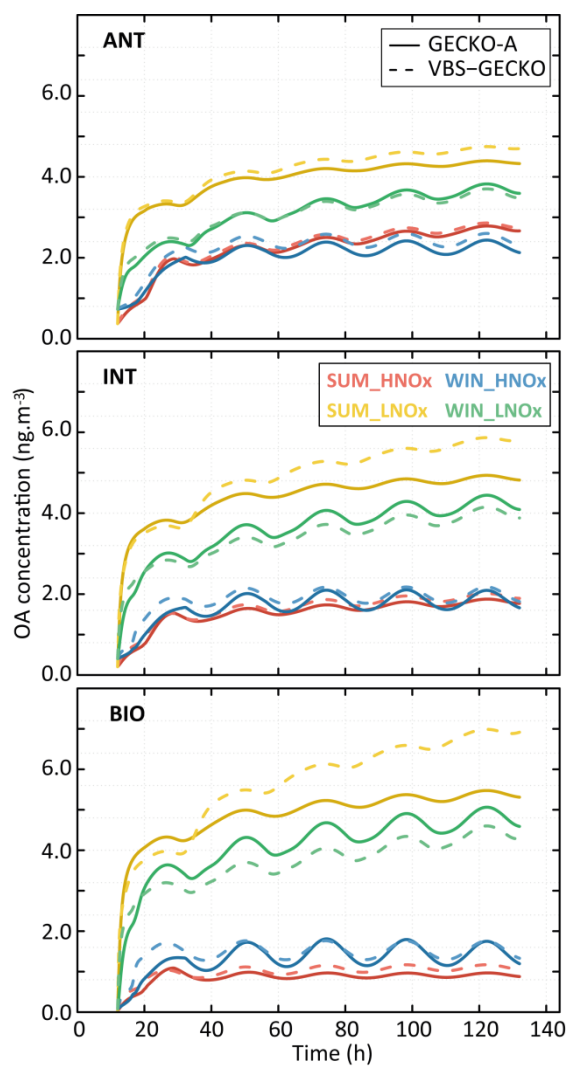 ANT
GECKO-A
VBS–GECKO
6.0
4.0
2.0
0.0
INT
SUM_HNOx WIN_HNOx
SUM_LNOx WIN_LNOx
6.0
4.0
2.0
0.0
OA concentration (ng.m-3)
BIO
6.0
4.0
2.0
0.0
0 20 40 60 80 100 120 140
Time (h)